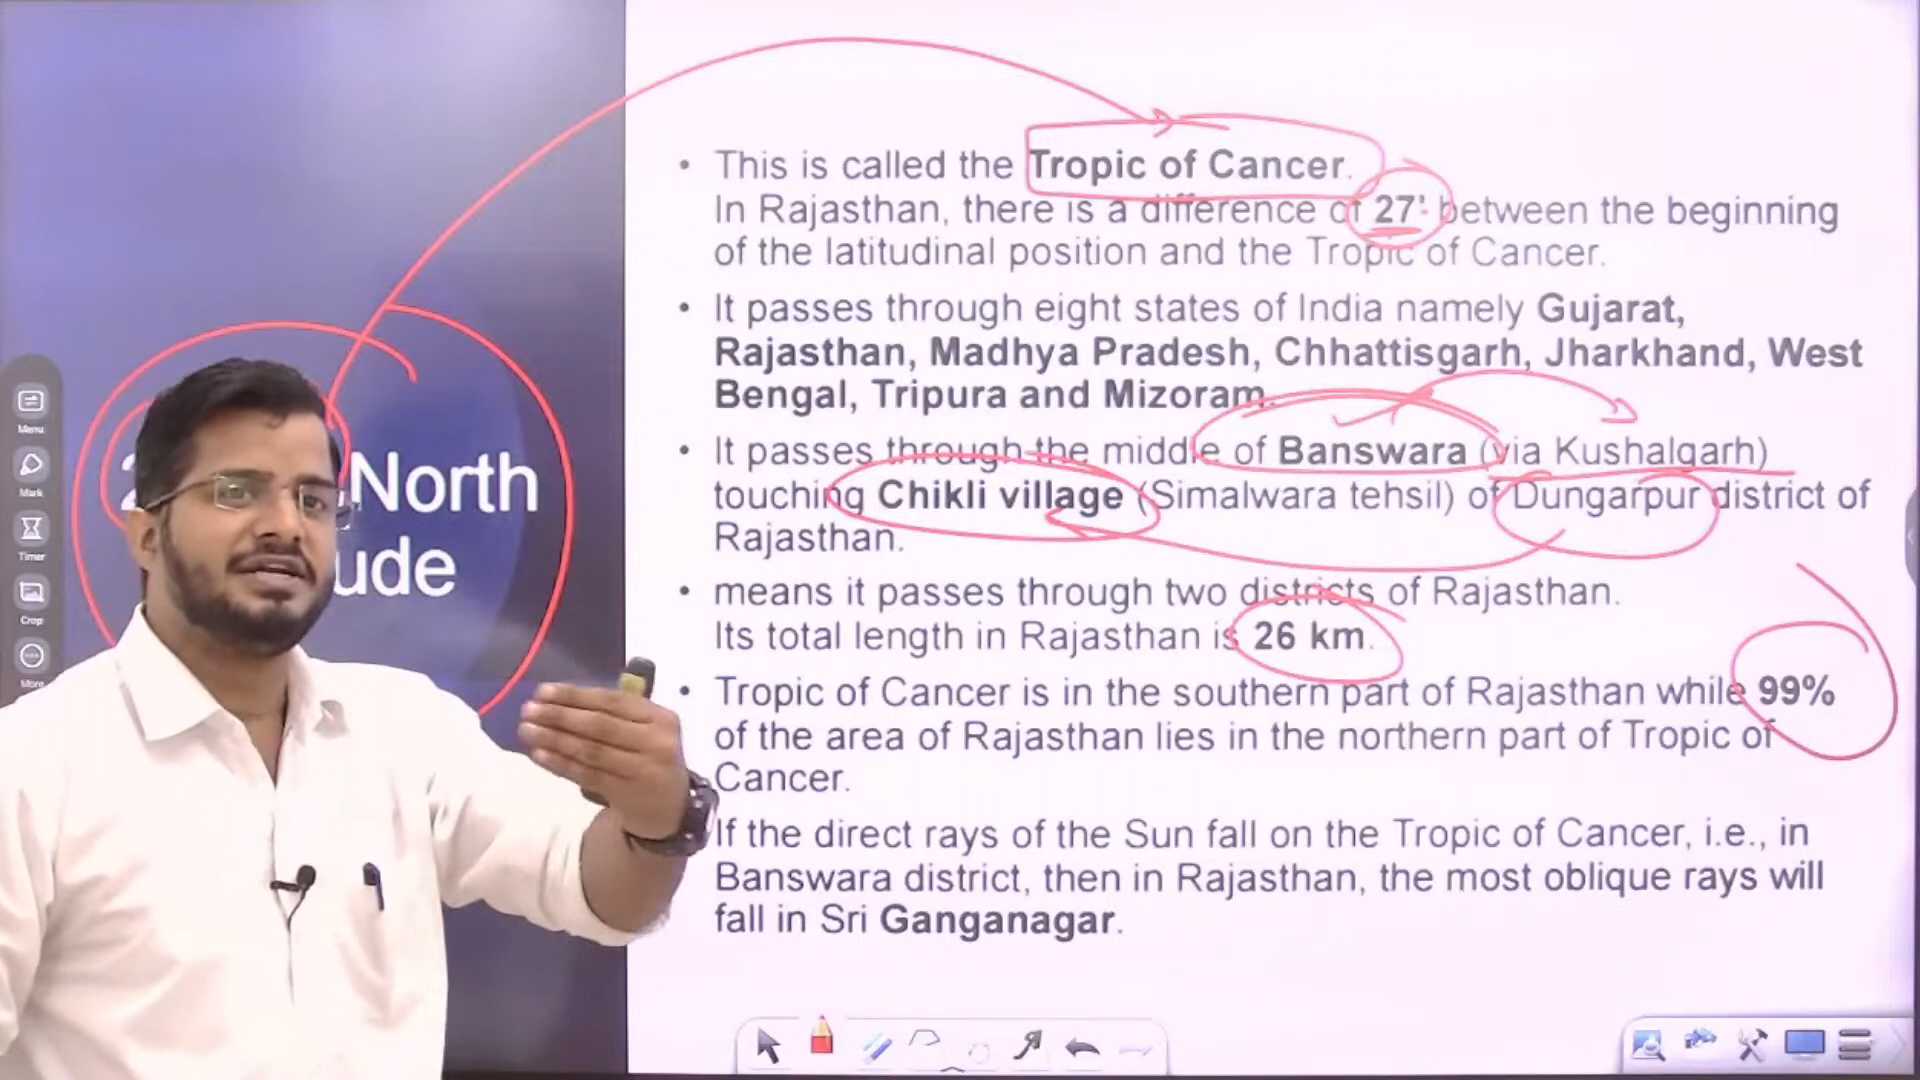 North
ude
• This is called the Tropic of Cancer.
In Rajasthan, there is a difference of 27' between the beginning
of the latitudinal position and the Tropic of Cancer.
• It passes through eight states of India namely Gujarat,
Rajasthan, Madhya Pradesh, Chhattisgarh, Jharkhand, West
Bengal, Tripura and Mizoram.
• It passes through the middle of Banswara (via Kushalgarh)
touching Chikli village (Simalwara tehsil) of Dungarpur district of
Rajasthan.
• means it passes through two districts of Rajasthan.
Its total length in Rajasthan is 26 km.
• Tropic of Cancer is in the southern part of Rajasthan while 99%
of the area of Rajasthan lies in the northern part of Tropic of
Cancer.
If the direct rays of the Sun fall on the Tropic of Cancer, i.e., in
Banswara district, then in Rajasthan, the most oblique rays will
fall in Sri Ganganagar.
Menu
Mark
Timer
Crop
More